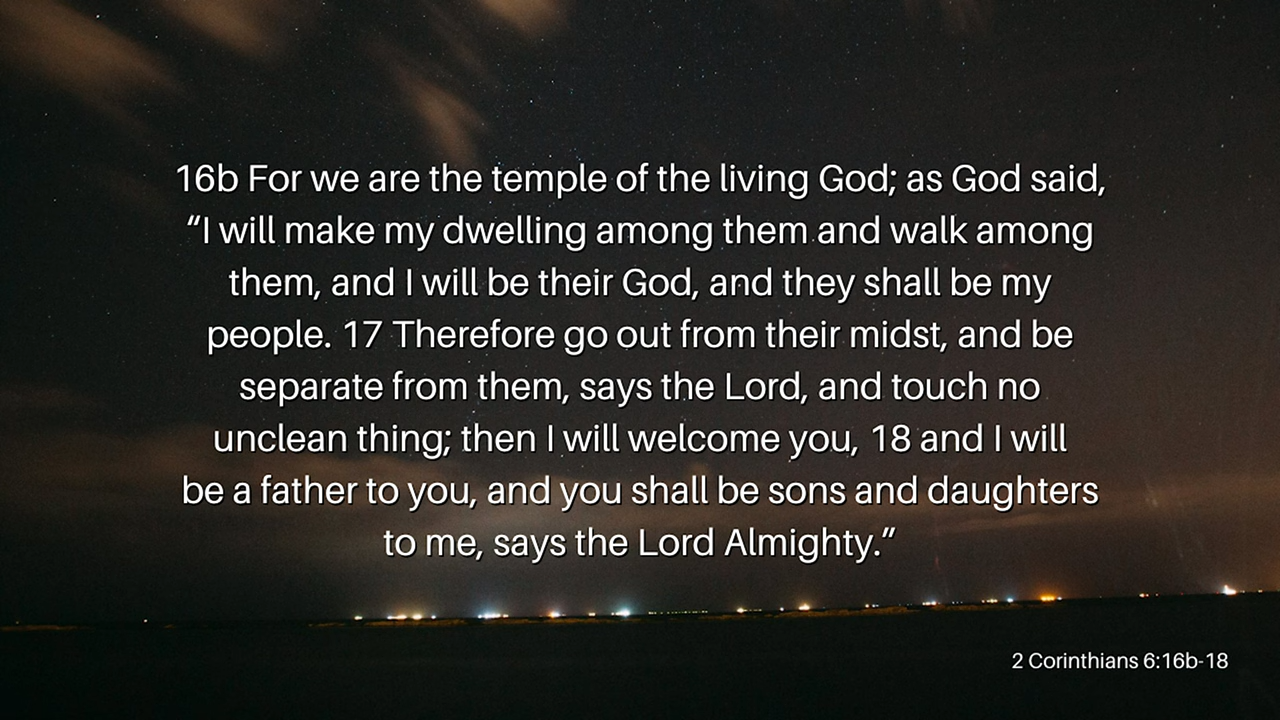 16b For we are the temple of the living God; as God said,
“I will make my dwelling among them and walk among
them, and I will be their God, and they shall be my
people. 17 Therefore go out from their midst, and be
separate from them, says the Lord, and touch no
unclean thing; then I will welcome you, 18 and I will
be a father to you, and you shall be sons and daughters
to me, says the Lord Almighty.”
2 Corinthians 6:16b-18